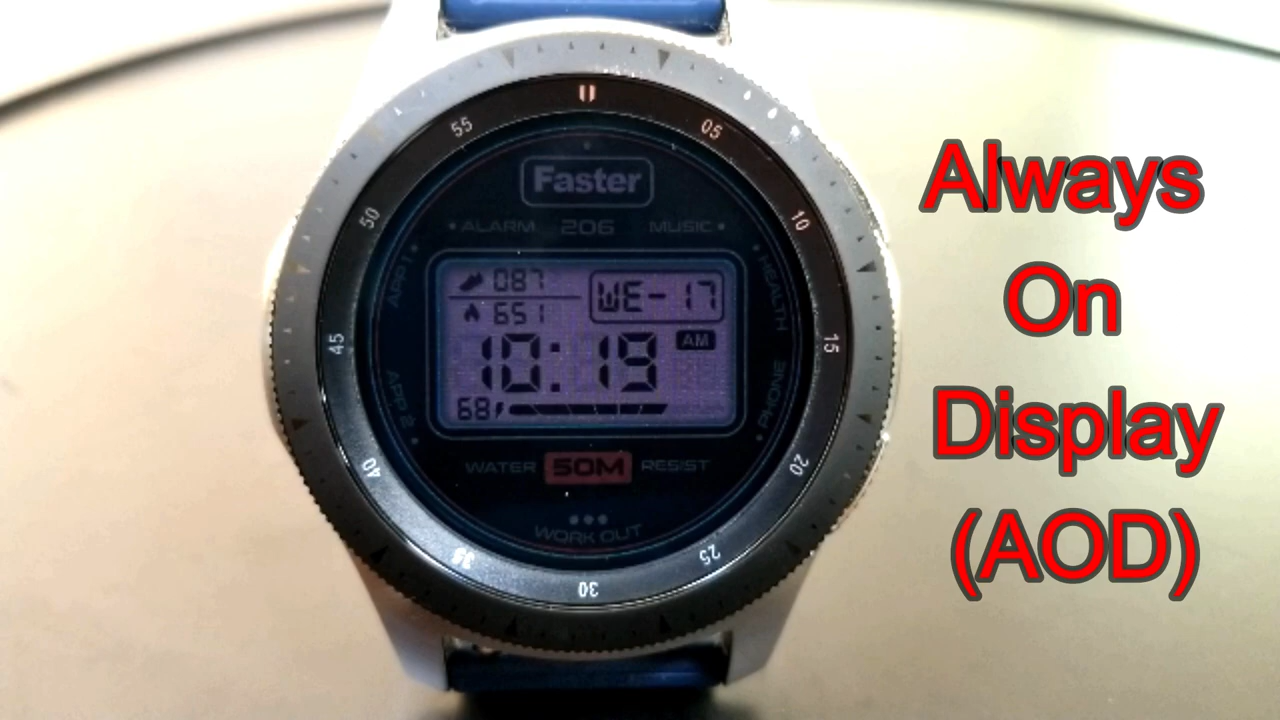 55
05
50
10
45
15
40
20
35
25
30
Faster
ALARM 206 MUSIC
APP 1
HEALTH
087
WE-17
651
10:19 AM
68
APP 2
PHONE
WATER 50M RESIST
WORK OUT
Always
On
Display
(AOD)